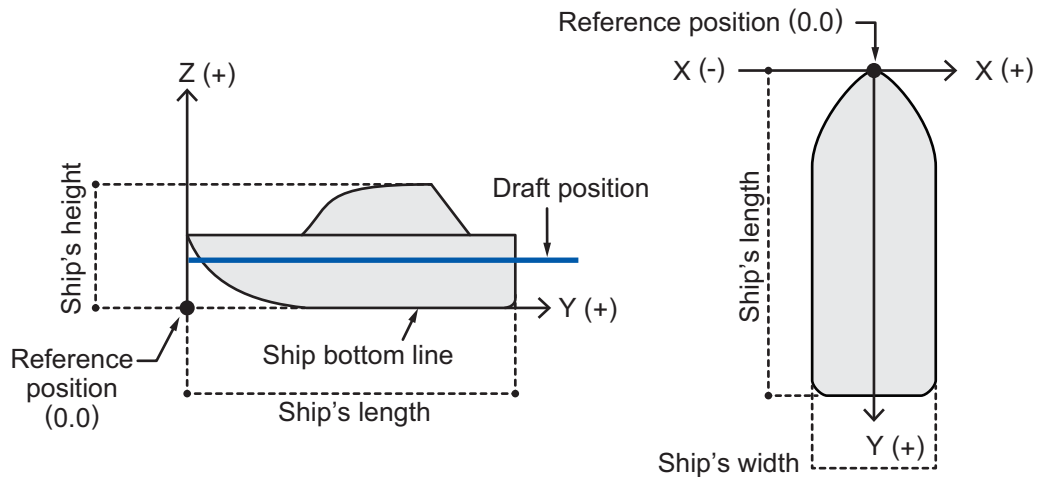 Reference position (0.0)
Z (+)
X (-)
X (+)
Ship's height
Draft position
Ship's length
Y (+)
Reference
position
(0.0)
Ship bottom line
Ship's length
Y (+)
Ship's width